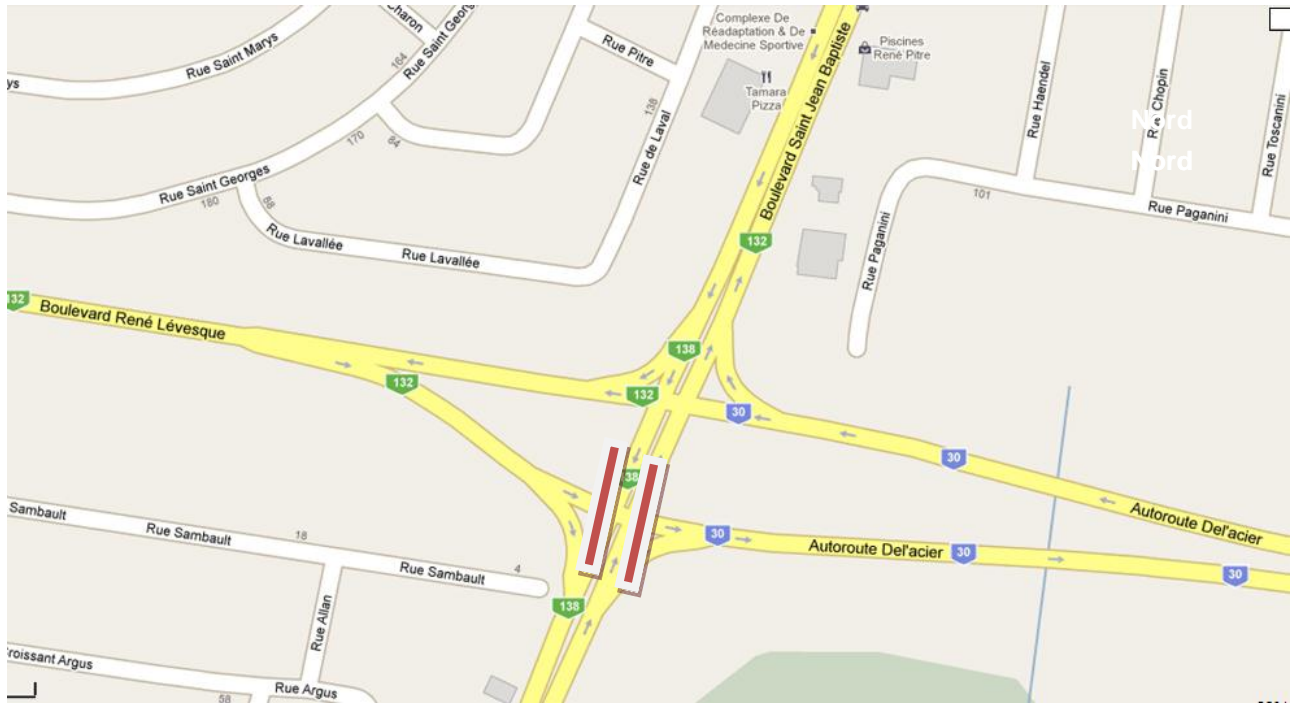 Complexe De
Réadaptation & De
Medecine Sportive
Piscines
René Pitre
Tamara
Pizza
Charon
Rue Saint Georg
Rue Saint Marys
ys
164
Rue Pitre
138
Rue de Laval
170
84
Rue Saint Georges
180
88
Rue Lavallée
Rue Lavallée
Boulevard Saint Jean Baptiste
132
Rue Haendel
Rue Chopin
Nord
Nord
Rue Toscanini
101
Rue Paganini
Rue Paganini
132
Boulevard René Lévesque
138
132
132
30
30
38
30
Autoroute Del'acier
Autoroute Del'acier
30
30
Sambault
Rue Sambault
18
Rue Sambault
4
138
Rue Allan
Croissant Argus
Rue Argus
58